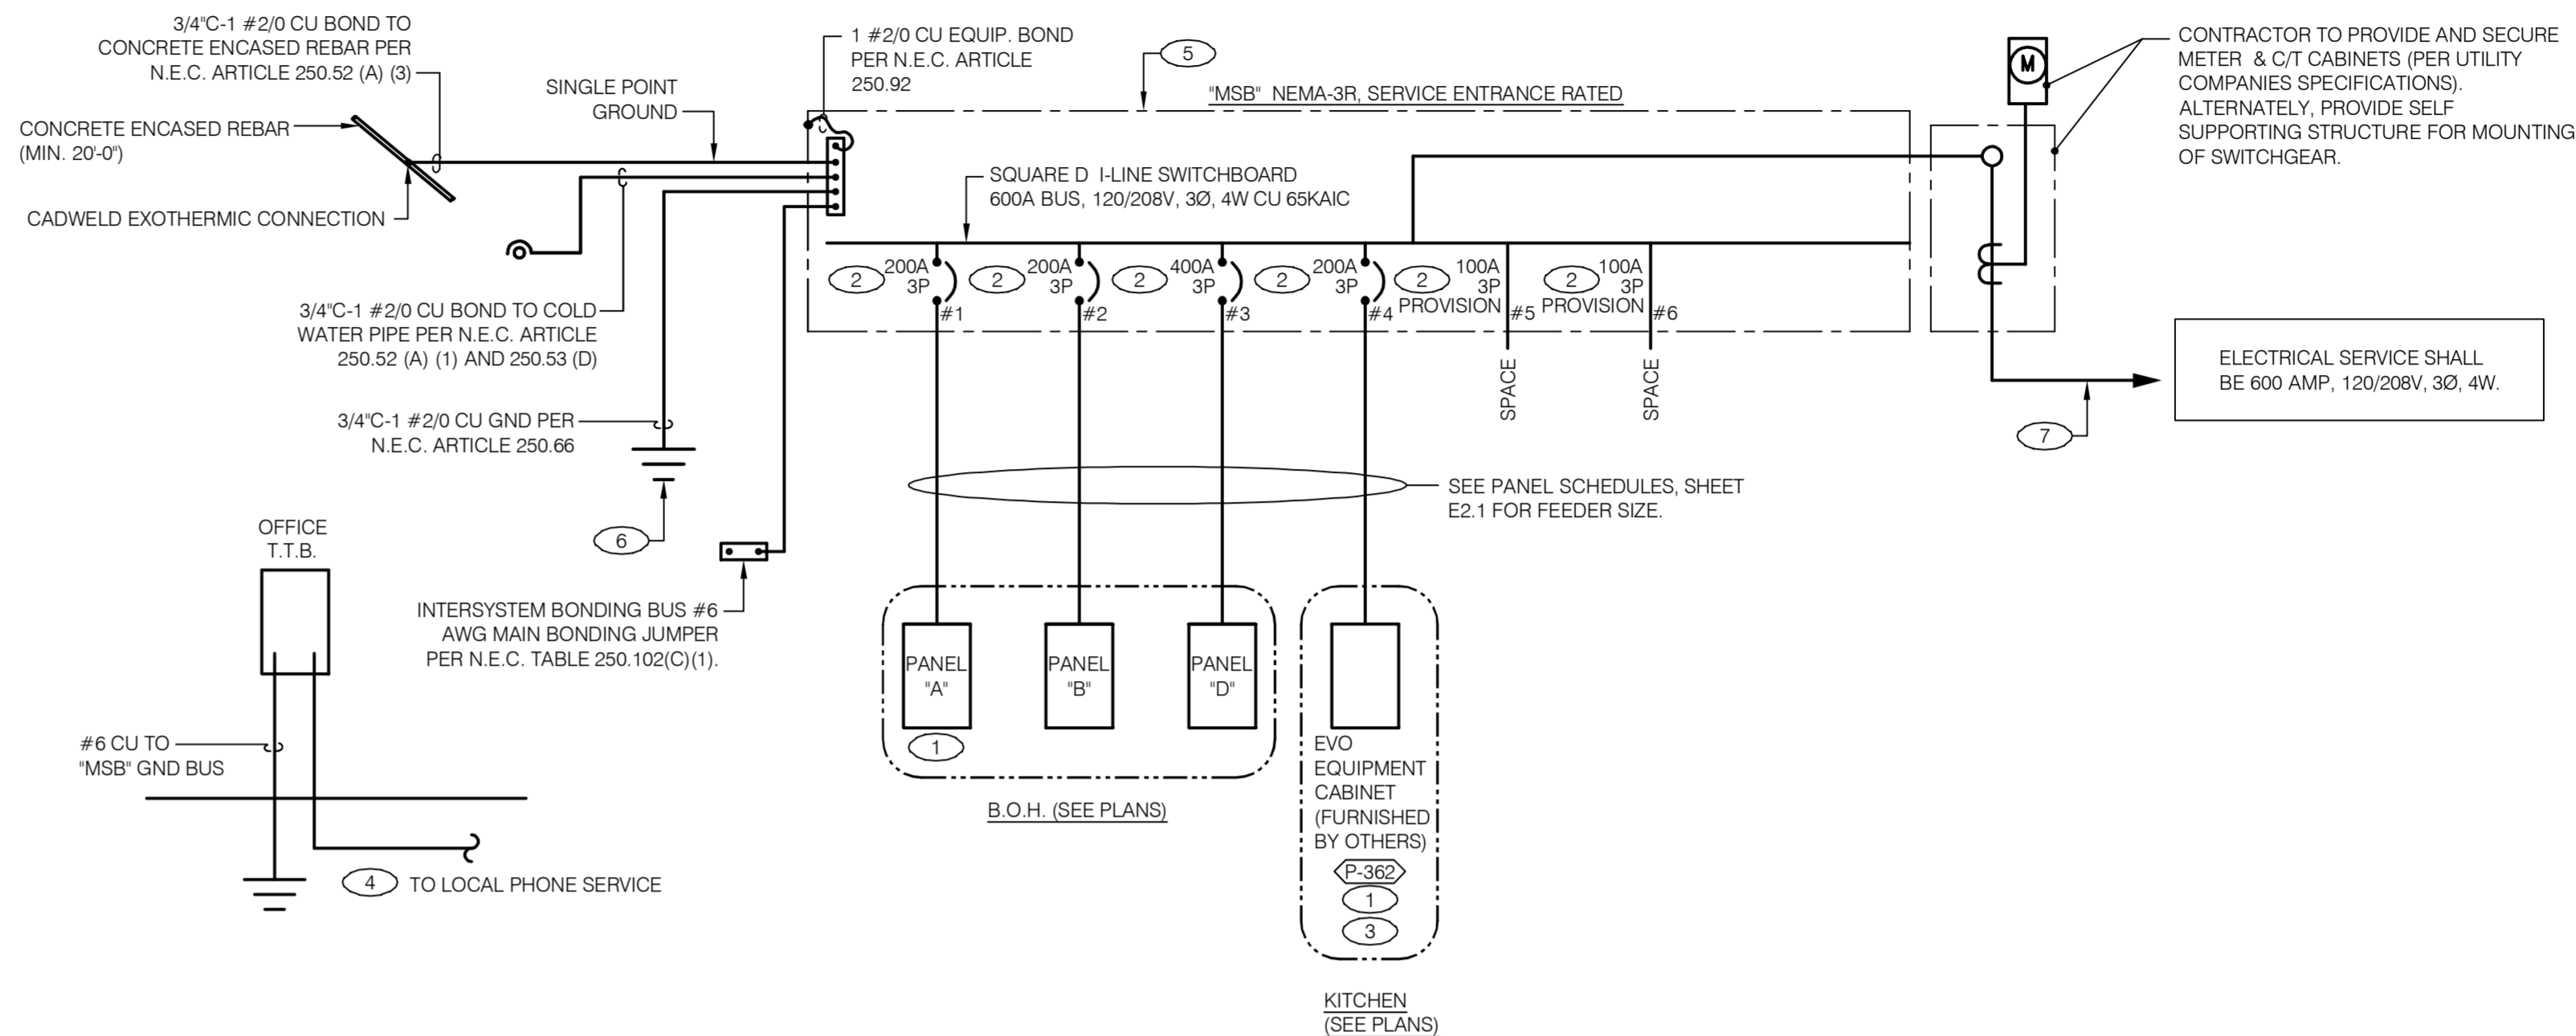 3/4"C-1 #2/0 CU BOND TO
CONCRETE ENCASED REBAR PER
N.E.C. ARTICLE 250.52 (A) (3)
CONCRETE ENCASED REBAR
(MIN. 20'-0")
CADWELD EXOTHERMIC CONNECTION
SINGLE POINT
GROUND
1 #2/0 CU EQUIP. BOND
PER N.E.C. ARTICLE
250.92
5
"MSB" NEMA-3R, SERVICE ENTRANCE RATED
M
CONTRACTOR TO PROVIDE AND SECURE
METER & C/T CABINETS (PER UTILITY
COMPANIES SPECIFICATIONS).
ALTERNATELY, PROVIDE SELF
SUPPORTING STRUCTURE FOR MOUNTING
OF SWITCHGEAR.
SQUARE D I-LINE SWITCHBOARD
600A BUS, 120/208V, 3Ø, 4W CU 65KAIC
2
200A
3P
#1
2
200A
3P
#2
2
400A
3P
#3
2
200A
3P
#4
2
100A
3P
PROVISION
#5
SPACE
2
100A
3P
PROVISION
#6
SPACE
ELECTRICAL SERVICE SHALL
BE 600 AMP, 120/208V, 3Ø, 4W.
7
3/4"C-1 #2/0 CU BOND TO COLD
WATER PIPE PER N.E.C. ARTICLE
250.52 (A) (1) AND 250.53 (D)
3/4"C-1 #2/0 CU GND PER
N.E.C. ARTICLE 250.66
6
SEE PANEL SCHEDULES, SHEET
E2.1 FOR FEEDER SIZE.
INTERSYSTEM BONDING BUS #6
AWG MAIN BONDING JUMPER
PER N.E.C. TABLE 250.102(C)(1).
OFFICE
T.T.B.
#6 CU TO
"MSB" GND BUS
4
TO LOCAL PHONE SERVICE
PANEL
"A"
1
PANEL
"B"
PANEL
"D"
B.O.H. (SEE PLANS)
EVO
EQUIPMENT
CABINET
(FURNISHED
BY OTHERS)
P-362
1
3
KITCHEN
(SEE PLANS)